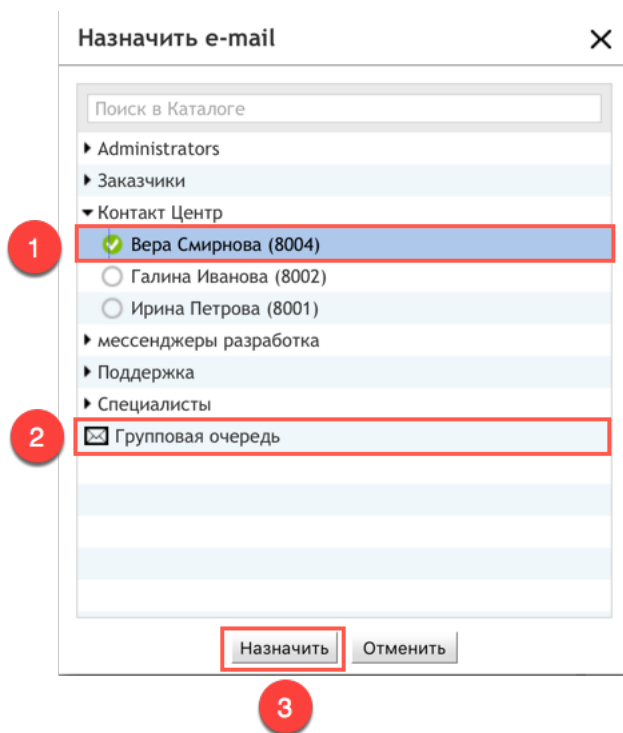 Назначить e-mail
Поиск в Каталоге
Administrators
Заказчики
Контакт Центр
1
Вера Смирнова (8004)
Галина Иванова (8002)
Ирина Петрова (8001)
мессенджеры разработка
Поддержка
Специалисты
2
Групповая очередь
Назначить Отменить
3